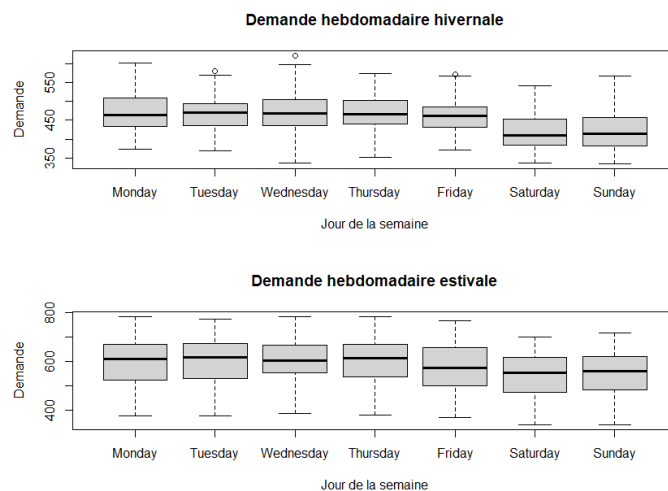 Demande hebdomadaire hivernale
Demande
550
450
350
Monday Tuesday Wednesday Thursday Friday Saturday Sunday
Jour de la semaine
Demande hebdomadaire estivale
Demande
800
600
400
Monday Tuesday Wednesday Thursday Friday Saturday Sunday
Jour de la semaine